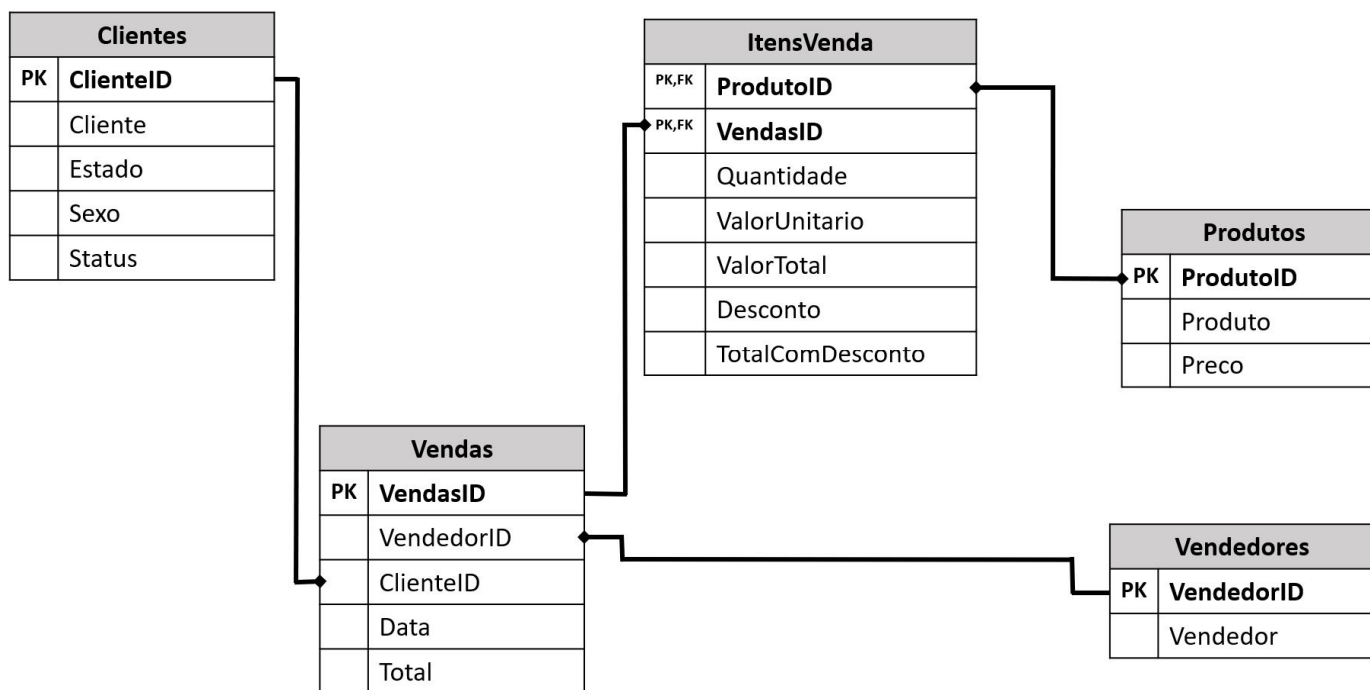 Clientes
PK ClienteID
Cliente
Estado
Sexo
Status
ItensVenda
PK,FK ProdutoID
PK,FK VendasID
Quantidade
ValorUnitario
ValorTotal
Desconto
TotalComDesconto
Produtos
PK ProdutoID
Produto
Preco
Vendas
PK VendasID
VendedorID
ClienteID
Data
Total
Vendedores
PK VendedorID
Vendedor